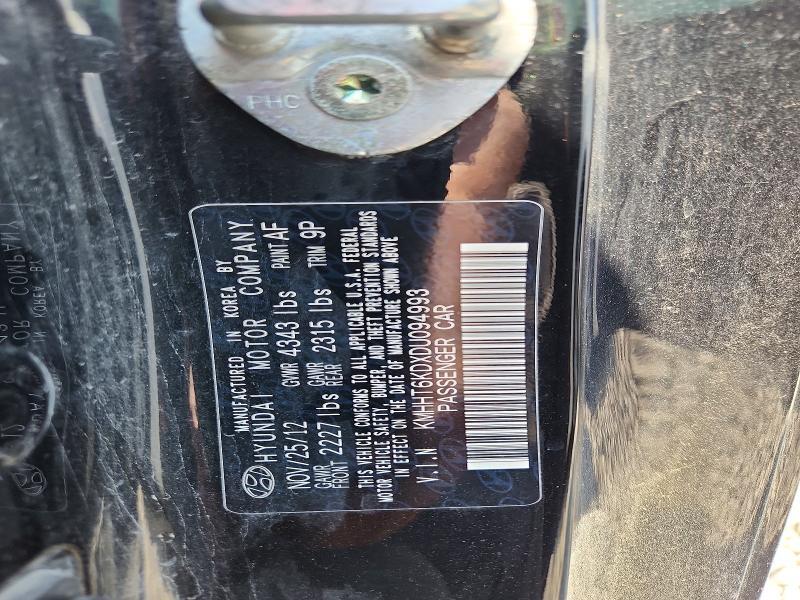 FHC
MANUFACTURED IN KOREA BY
HYUNDAI MOTOR COMPANY
NOV/25/12 GVWR 4343 lbs PAINT AF
GAWR FRONT 2227 lbs GAWR REAR 2315 lbs TRIM 9P
THIS VEHICLE CONFORMS TO ALL APPLICABLE U.S.A. FEDERAL
MOTOR VEHICLE SAFETY, BUMPER, AND THEFT PREVENTION STANDARDS
IN EFFECT ON THE DATE OF MANUFACTURE SHOWN ABOVE
V.I.N KMHHT6KDXDU094993
PASSENGER CAR